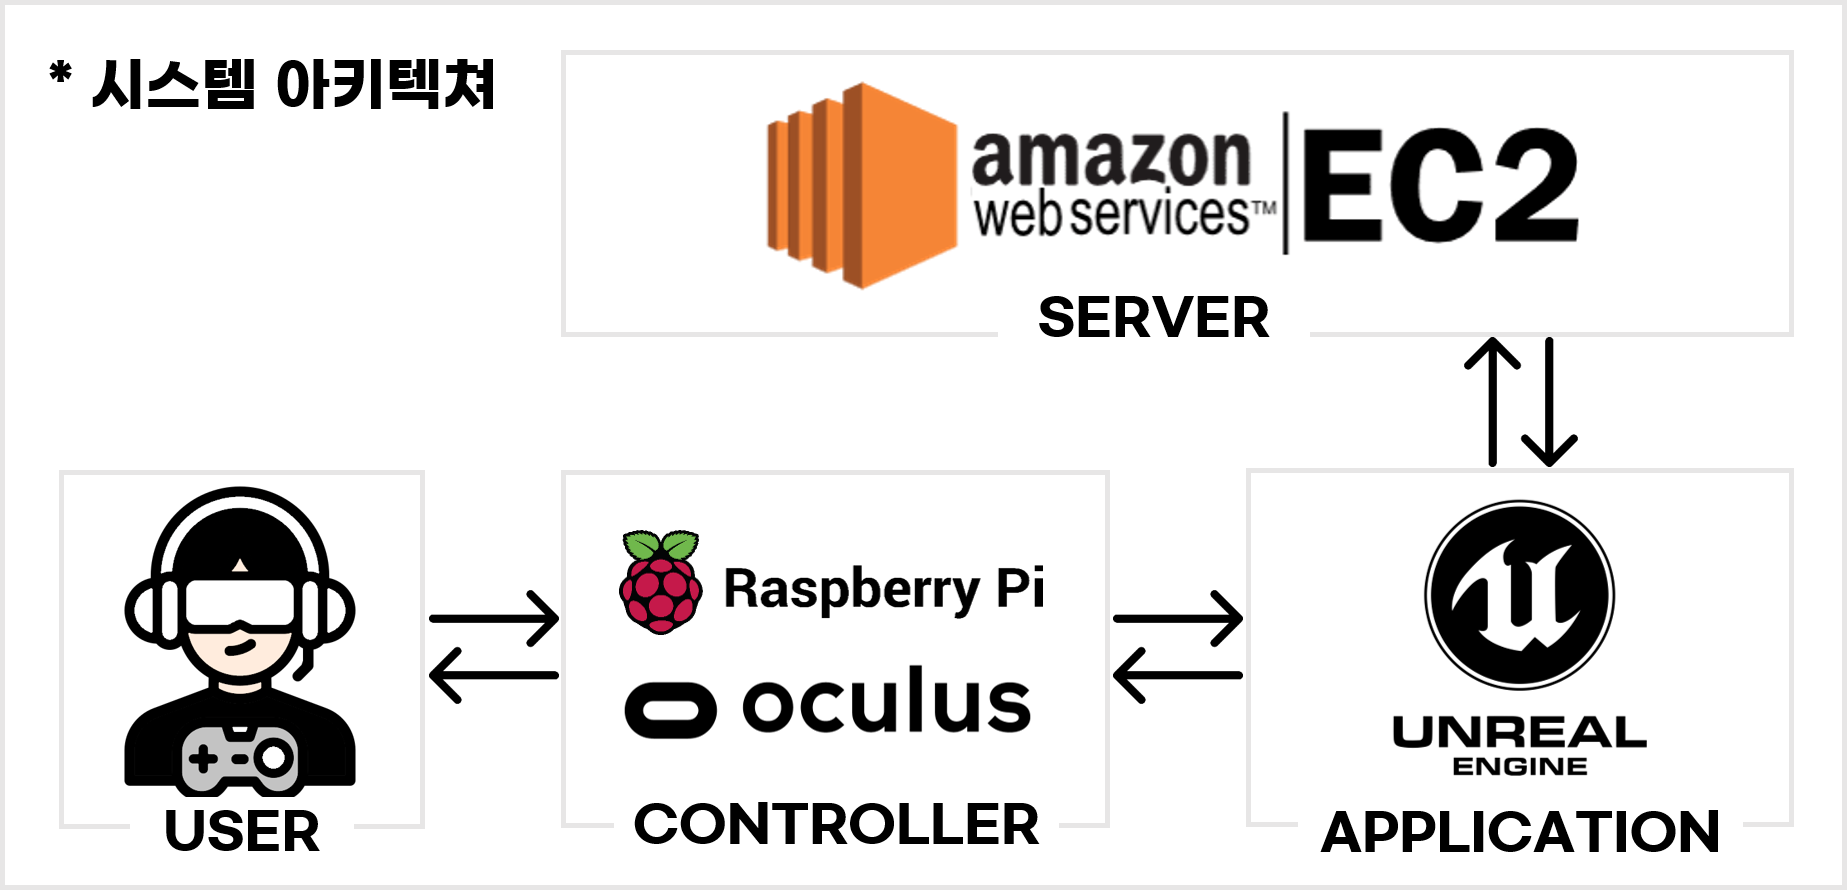 * 시스템 아키텍쳐
amazon
web services™
EC2
SERVER
USER
Raspberry Pi
oculus
CONTROLLER
UNREAL
ENGINE
APPLICATION